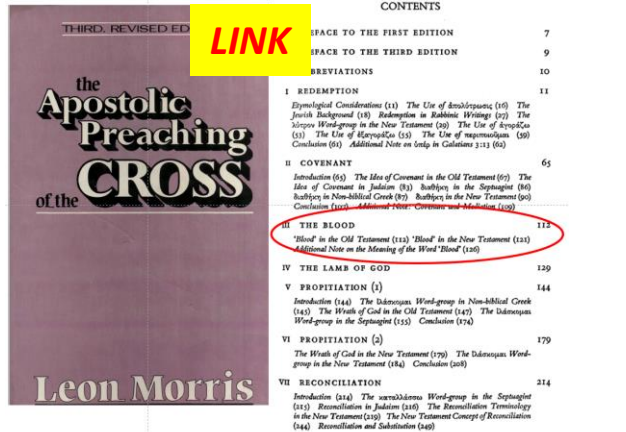 THIRD, REVISED ED
the
Apostolic
Preaching
of the CROSS
Leon Morris
LINK
CONTENTS
EFACE TO THE FIRST EDITION 7
EFACE TO THE THIRD EDITION 9
BREVIATIONS 10
I REDEMPTION 11
Etymological Considerations (11) The Use of ἀπολύτρωσις (16) The
Jewish Background (18) Redemption in Rabbinic Writings (27) The
λύτρον Word-group in the New Testament (29) The Use of ἀγοράζω
(53) The Use of ἐξαγοράζω (55) The Use of περιποιοῦμαι (59)
Conclusion (61) Additional Note on ὑπέρ in Galatians 3:13 (62)
II COVENANT 65
Introduction (65) The Idea of Covenant in the Old Testament (67) The
Idea of Covenant in Judaism (83) διαθήκη in the Septuagint (86)
διαθήκη in Non-biblical Greek (87) διαθήκη in the New Testament (90)
Conclusion Additional Note: Covenant and Mediation (109)
III THE BLOOD 112
'Blood' in the Old Testament (112) 'Blood' in the New Testament (121)
Additional Note on the Meaning of the Word 'Blood' (126)
IV THE LAMB OF GOD 129
V PROPITIATION (1) 144
Introduction (144) The ἱλάσκομαι Word-group in Non-biblical Greek
(145) The Wrath of God in the Old Testament (147) The ἱλάσκομαι
Word-group in the Septuagint (155) Conclusion (174)
VI PROPITIATION (2) 179
The Wrath of God in the New Testament (179) The ἱλάσκομαι Word-
group in the New Testament (184) Conclusion (208)
VII RECONCILIATION 214
Introduction (214) The καταλλάσσω Word-group in the Septuagint
(215) Reconciliation in Judaism (216) The Reconciliation Terminology
in the New Testament (219) The New Testament Concept of Reconciliation
(244) Reconciliation and Substitution (249)